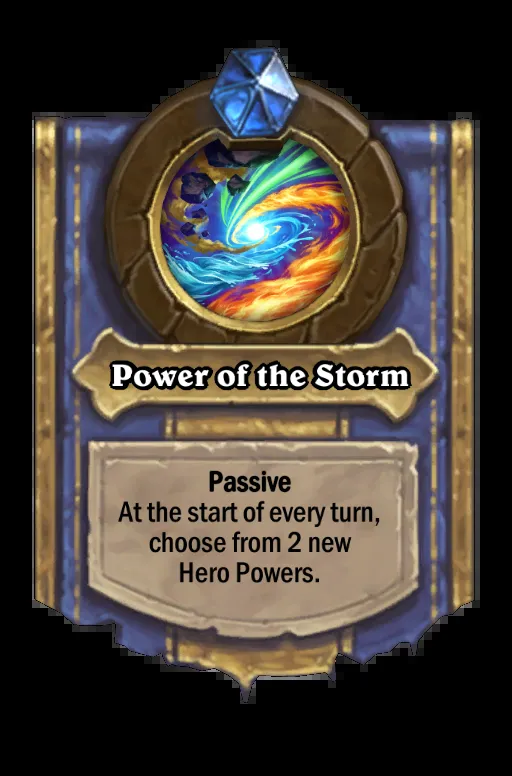 Power of the Storm
Passive
At the start of every turn,
choose from 2 new
Hero Powers.